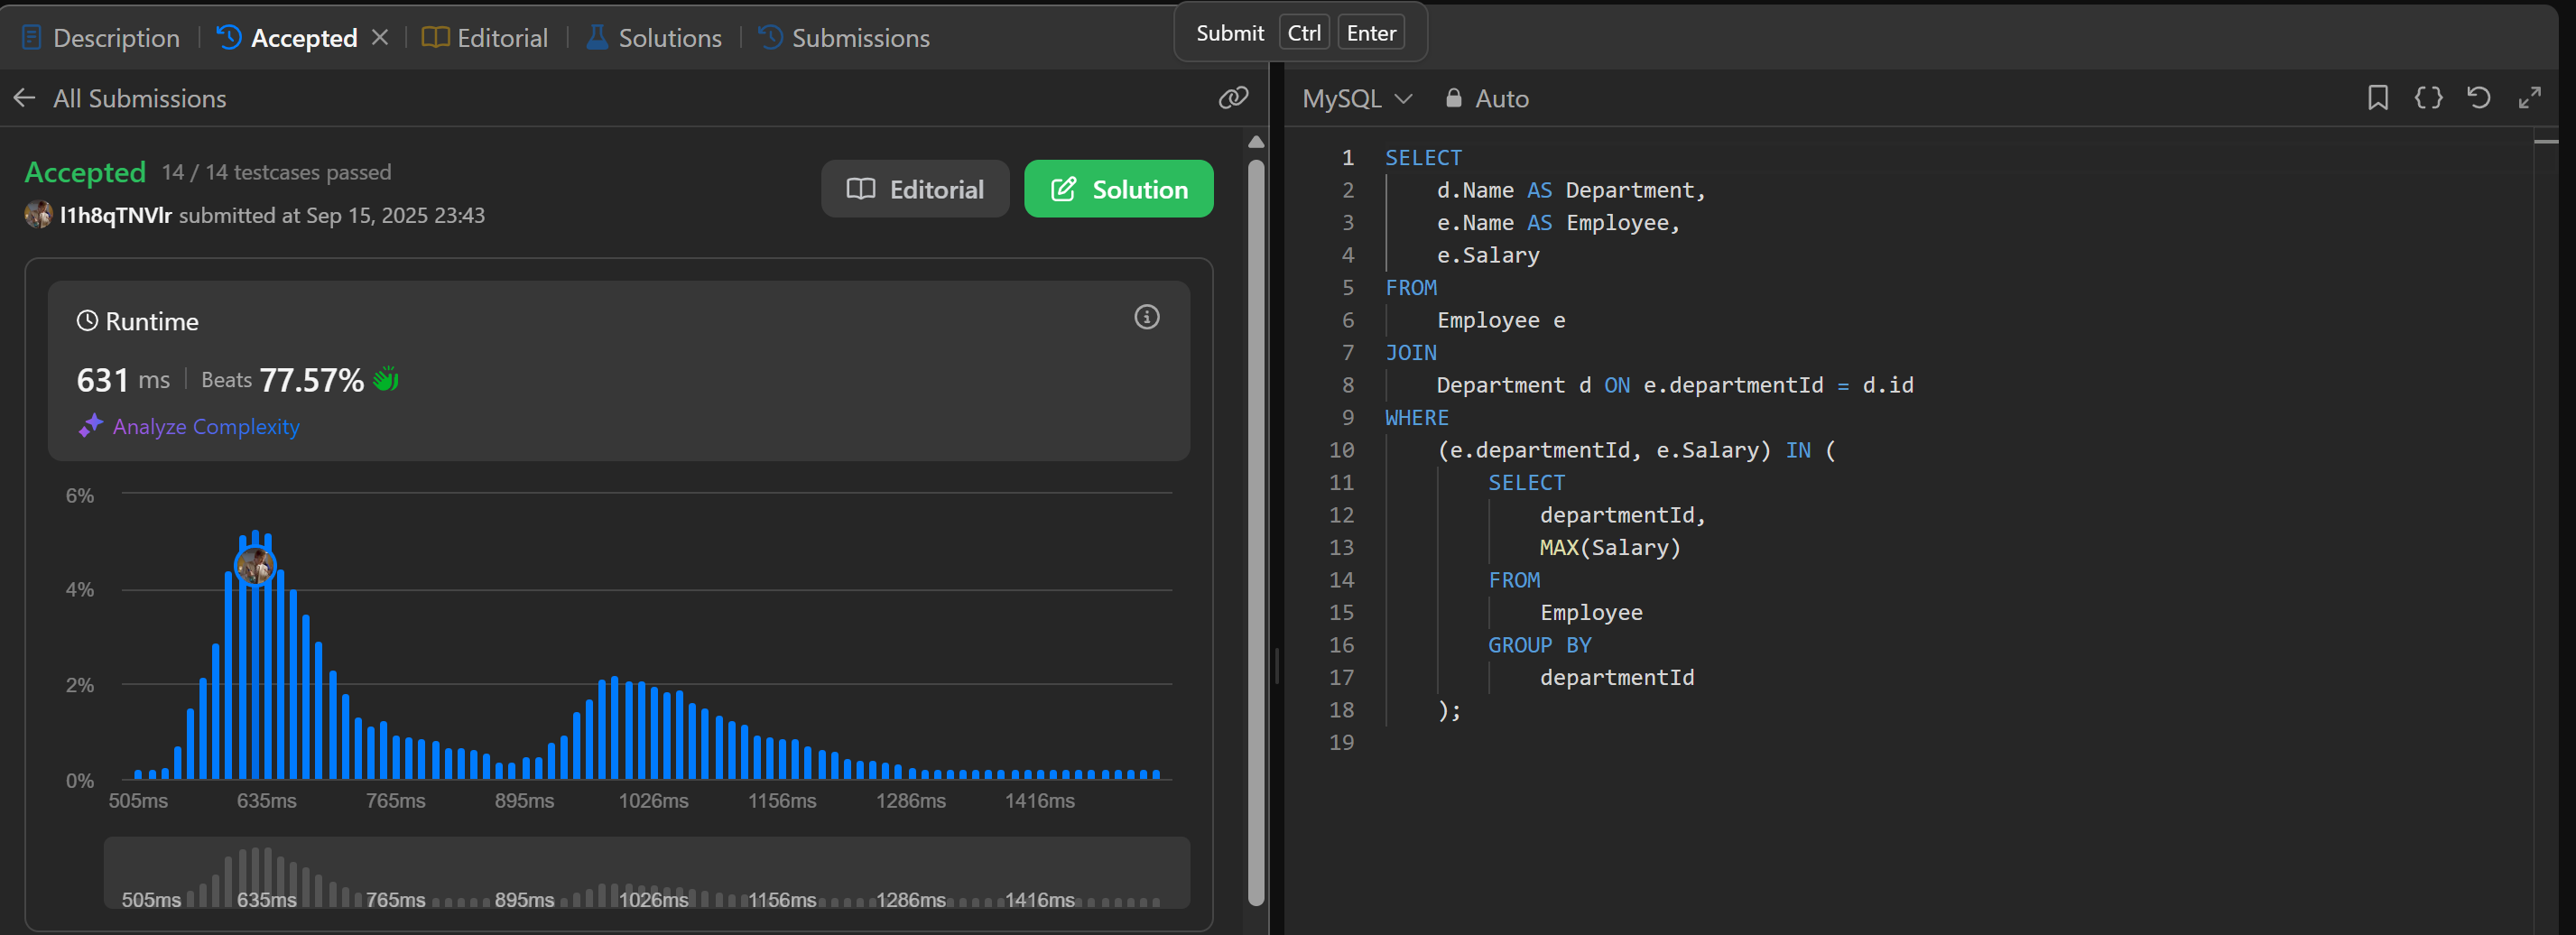 Description
Accepted
Editorial
Solutions
Submissions
Submit Ctrl Enter
All Submissions
Accepted 14 / 14 testcases passed
l1h8qTNVlr submitted at Sep 15, 2025 23:43
Editorial
Solution
Runtime
631 ms Beats 77.57%
Analyze Complexity
6%
4%
2%
0%
505ms 635ms 765ms 895ms 1026ms 1156ms 1286ms 1416ms
505ms 635ms 765ms 895ms 1026ms 1156ms 1286ms 1416ms
MySQL Auto
1 SELECT
2 d.Name AS Department,
3 e.Name AS Employee,
4 e.Salary
5 FROM
6 Employee e
7 JOIN
8 Department d ON e.departmentId = d.id
9 WHERE
10 (e.departmentId, e.Salary) IN (
11 SELECT
12 departmentId,
13 MAX(Salary)
14 FROM
15 Employee
16 GROUP BY
17 departmentId
18 );
19